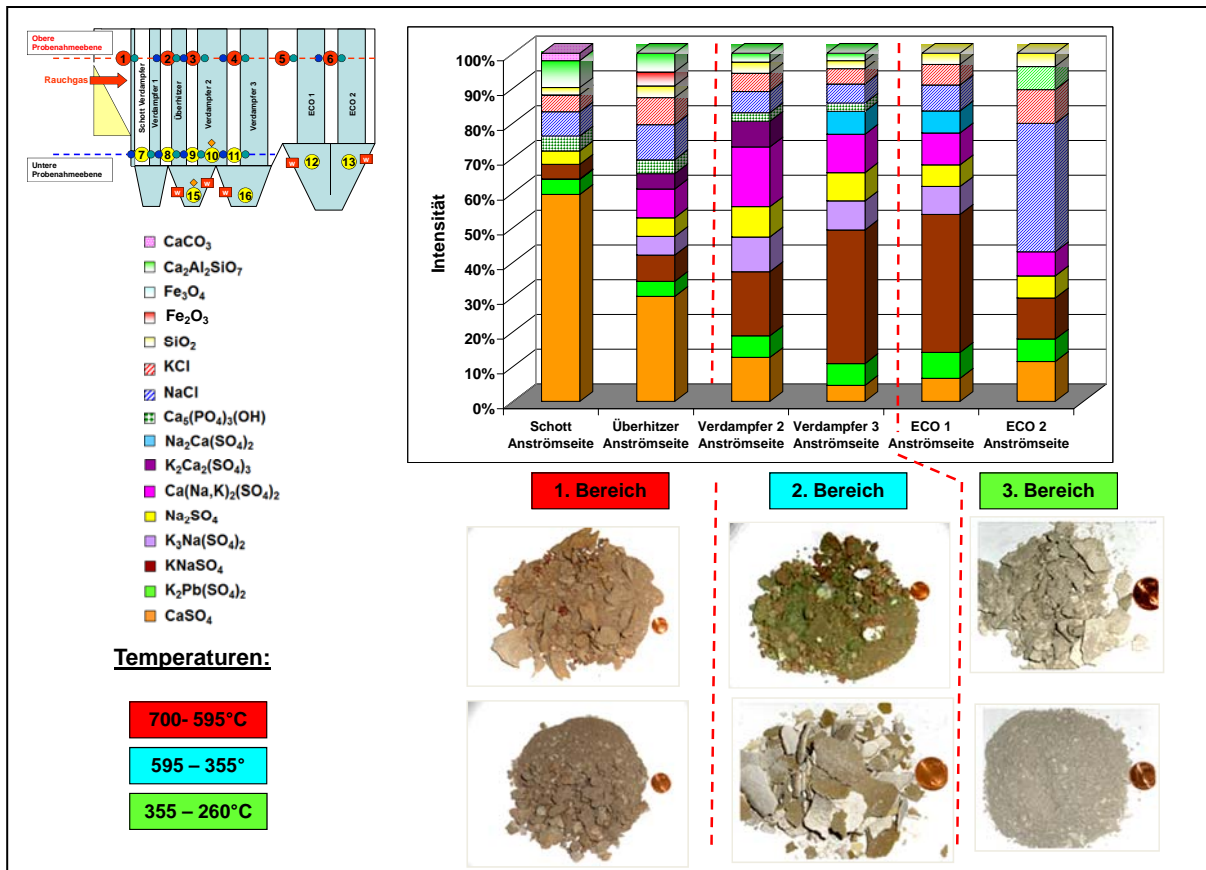 Obere
Probenahmeebene
Rauchgas
Untere
Probenahmeebene
1
2
3
4
5
6
Schott Verdampfer
Verdampfer 1
Überhitzer
Verdampfer 2
Verdampfer 3
ECO 1
ECO 2
7
8
9
10
11
12
13
W
W
W
W
W
15
16
CaCO₃
Ca₂Al₂SiO₇
Fe₃O₄
Fe₂O₃
SiO₂
KCl
NaCl
Ca₅(PO₄)₃(OH)
Na₂Ca(SO₄)₂
K₂Ca₂(SO₄)₃
Ca(Na,K)₂(SO₄)₂
Na₂SO₄
K₃Na(SO₄)₂
KNaSO₄
K₂Pb(SO₄)₂
CaSO₄
Temperaturen:
700- 595°C
595 – 355°
355 – 260°C
Intensität
100%
90%
80%
70%
60%
50%
40%
30%
20%
10%
0%
Schott Anströmseite
Überhitzer Anströmseite
Verdampfer 2 Anströmseite
Verdampfer 3 Anströmseite
ECO 1 Anströmseite
ECO 2 Anströmseite
1. Bereich
2. Bereich
3. Bereich